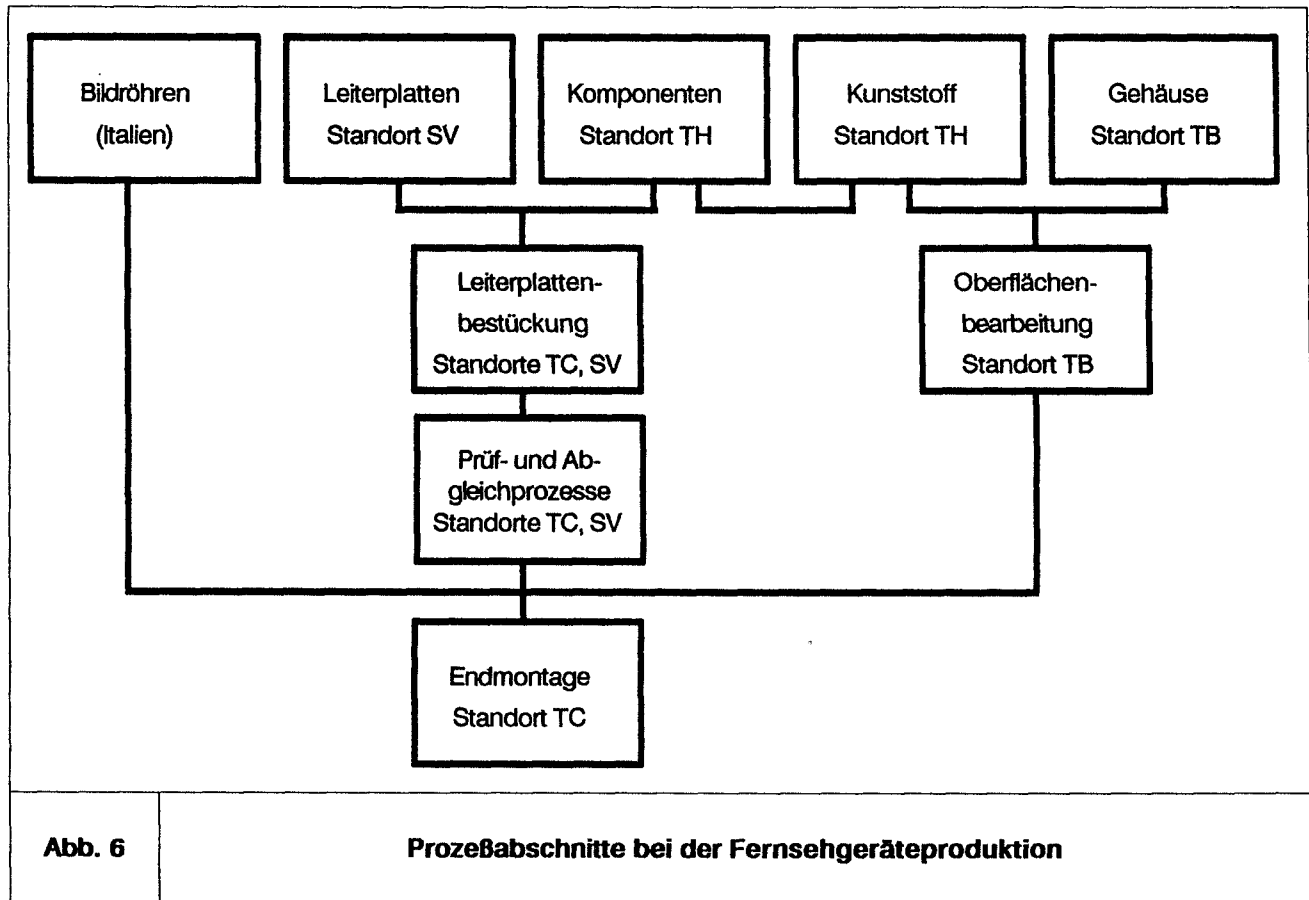 Bildröhren
(Italien)
Leiterplatten
Standort SV
Komponenten
Standort TH
Kunststoff
Standort TH
Gehäuse
Standort TB
Leiterplatten-
bestückung
Standorte TC, SV
Oberflächen-
bearbeitung
Standort TB
Prüf- und Ab-
gleichprozesse
Standorte TC, SV
Endmontage
Standort TC
Abb. 6
Prozeßabschnitte bei der Fernsehgeräteproduktion